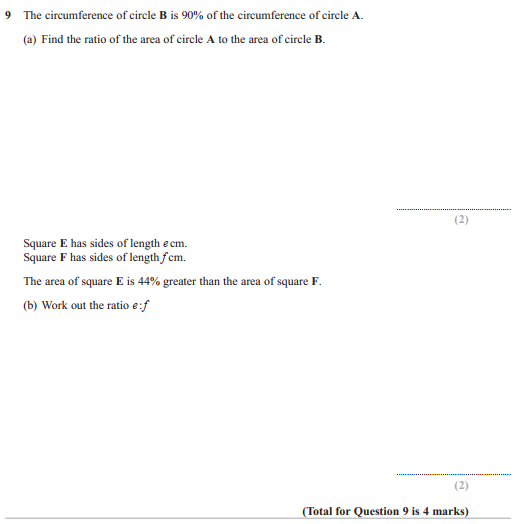 9 The circumference of circle B is 90% of the circumference of circle A.
(a) Find the ratio of the area of circle A to the area of circle B.
(2)
Square E has sides of length e cm.
Square F has sides of length f cm.
The area of square E is 44% greater than the area of square F.
(b) Work out the ratio e:f
(2)
(Total for Question 9 is 4 marks)